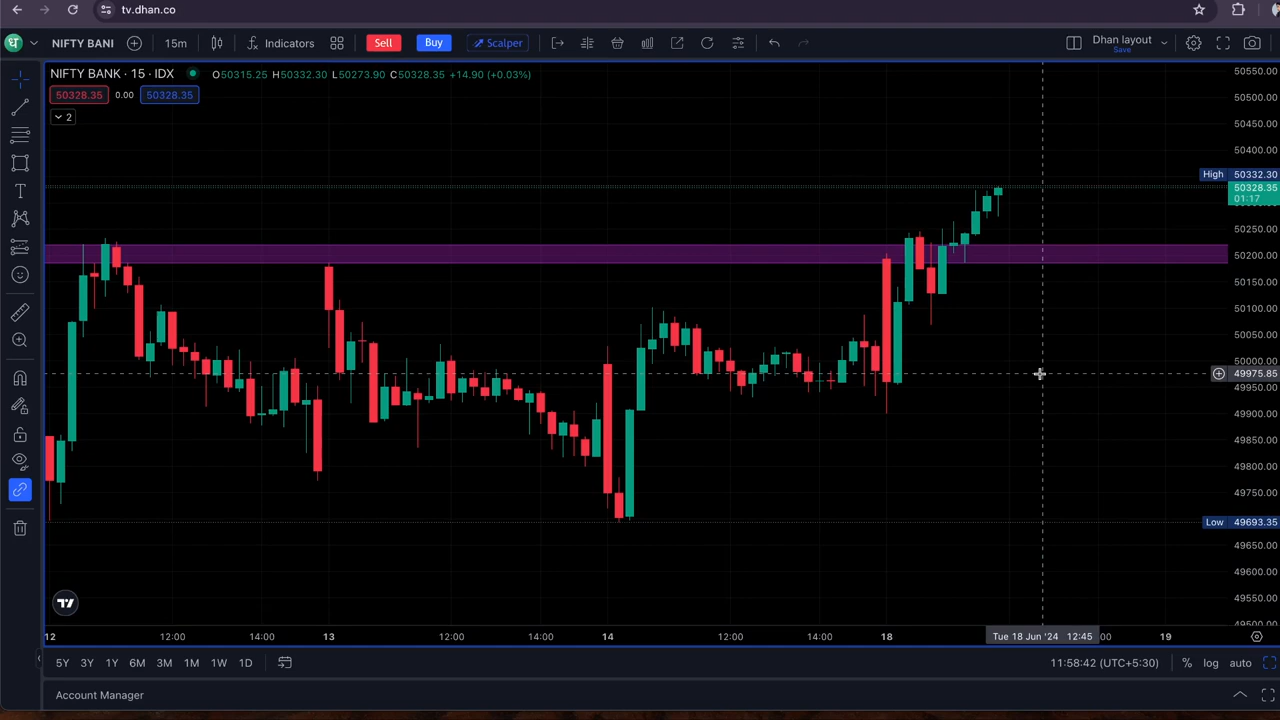 tv.dhan.co
NIFTY BANI
15m
Indicators
Sell
Buy
Scalper
Dhan layout
Save
NIFTY BANK · 15 · IDX
O50315.25 H50332.30 L50273.90 C50328.35 +14.90 (+0.03%)
50328.35
0.00
50328.35
2
50550.00
50500.00
50450.00
50400.00
High 50332.30
50328.35
01:17
50250.00
50200.00
50150.00
50100.00
50050.00
50000.00
49975.85
49950.00
49900.00
49850.00
49800.00
49750.00
Low 49693.35
49650.00
49600.00
49550.00
49500.00
12
12:00
14:00
13
12:00
14:00
14
12:00
14:00
18
Tue 18 Jun '24 12:45
:00
19
5Y 3Y 1Y 6M 3M 1M 1W 1D
11:58:42 (UTC+5:30)
% log auto
Account Manager